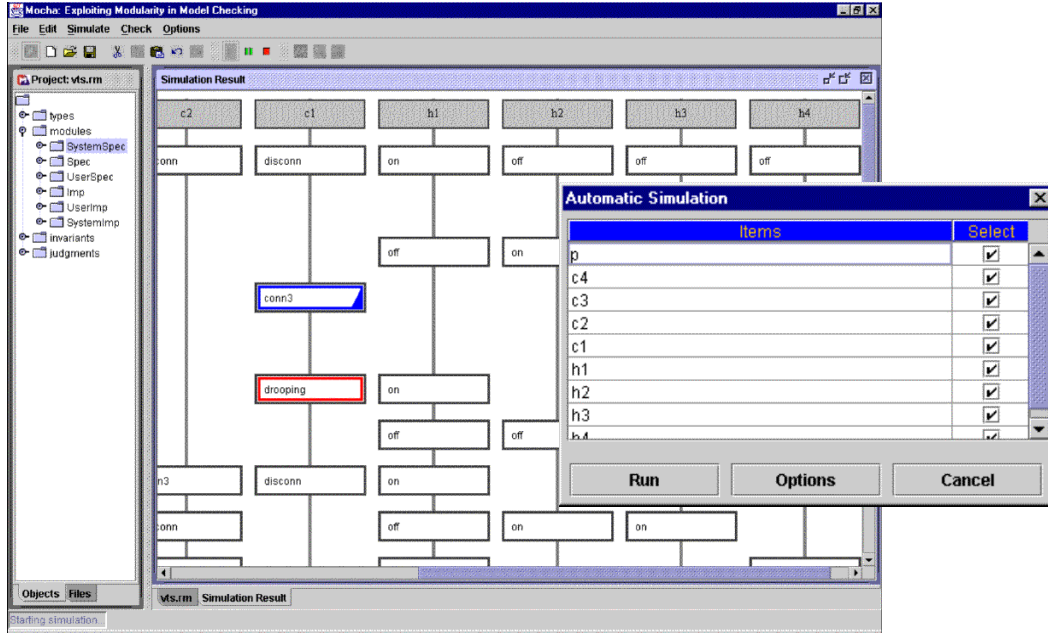 Mocha: Exploiting Modularity in Model Checking
File Edit Simulate Check Options
Project: vts.rm
types
modules
SystemSpec
Spec
UserSpec
Imp
UserImp
SystemImp
invariants
judgments
Objects Files
Simulation Result
c2 c1 h1 h2 h3 h4
conn disconn on off off off
off on
conn3
drooping on
off off
n3 disconn on
conn off on on
vts.rm Simulation Result
Starting simulation...
Automatic Simulation
Items Select
p
c4
c3
c2
c1
h1
h2
h3
h4
Run Options Cancel